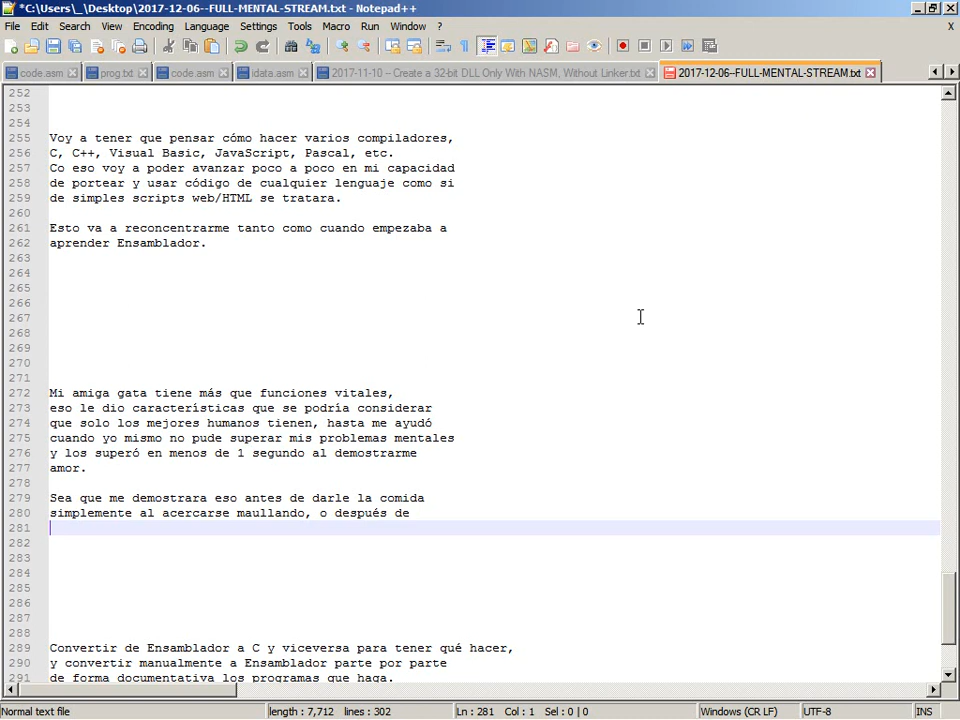 *C:\Users\_\Desktop\2017-12-06--FULL-MENTAL-STREAM.txt - Notepad++
File Edit Search View Encoding Language Settings Tools Macro Run Window ? X
code.asm prog.txt code.asm idata.asm 2017-11-10 – Create a 32-bit DLL Only With NASM, Without Linker.txt 2017-12-06--FULL-MENTAL-STREAM.txt
252
253
254
255 Voy a tener que pensar cómo hacer varios compiladores,
256 C, C++, Visual Basic, JavaScript, Pascal, etc.
257 Co eso voy a poder avanzar poco a poco en mi capacidad
258 de portear y usar código de cualquier lenguaje como si
259 de simples scripts web/HTML se tratara.
260
261 Esto va a reconcentrarme tanto como cuando empezaba a
262 aprender Ensamblador.
263
264
265
266
267
268
269
270
271
272 Mi amiga gata tiene más que funciones vitales,
273 eso le dio características que se podría considerar
274 que solo los mejores humanos tienen, hasta me ayudó
275 cuando yo mismo no pude superar mis problemas mentales
276 y los superó en menos de 1 segundo al demostrarme
277 amor.
278
279 Sea que me demostrara eso antes de darle la comida
280 simplemente al acercarse maullando, o después de
281
282
283
284
285
286
287
288
289 Convertir de Ensamblador a C y viceversa para tener qué hacer,
290 y convertir manualmente a Ensamblador parte por parte
291 de forma documentativa los programas que haga.
Normal text file length : 7,712 lines : 302 Ln : 281 Col : 1 Sel : 0 | 0 Windows (CR LF) UTF-8 INS